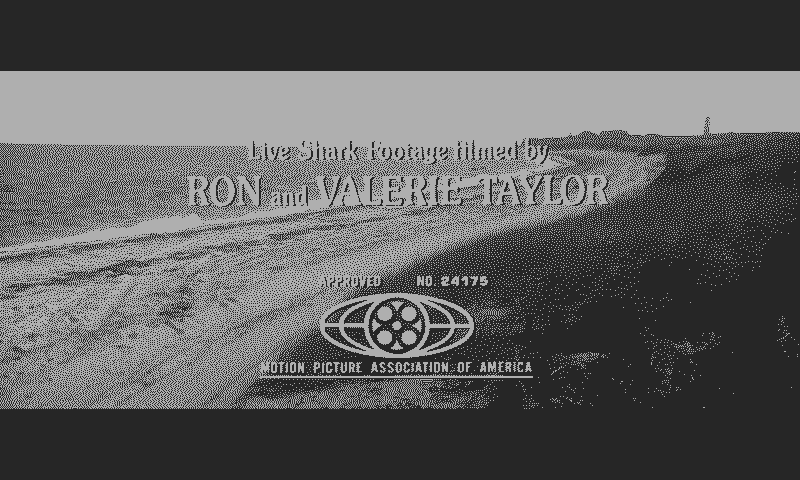 Live Shark Footage filmed by
RON and VALERIE TAYLOR
APPROVED NO. 24175
MOTION PICTURE ASSOCIATION OF AMERICA